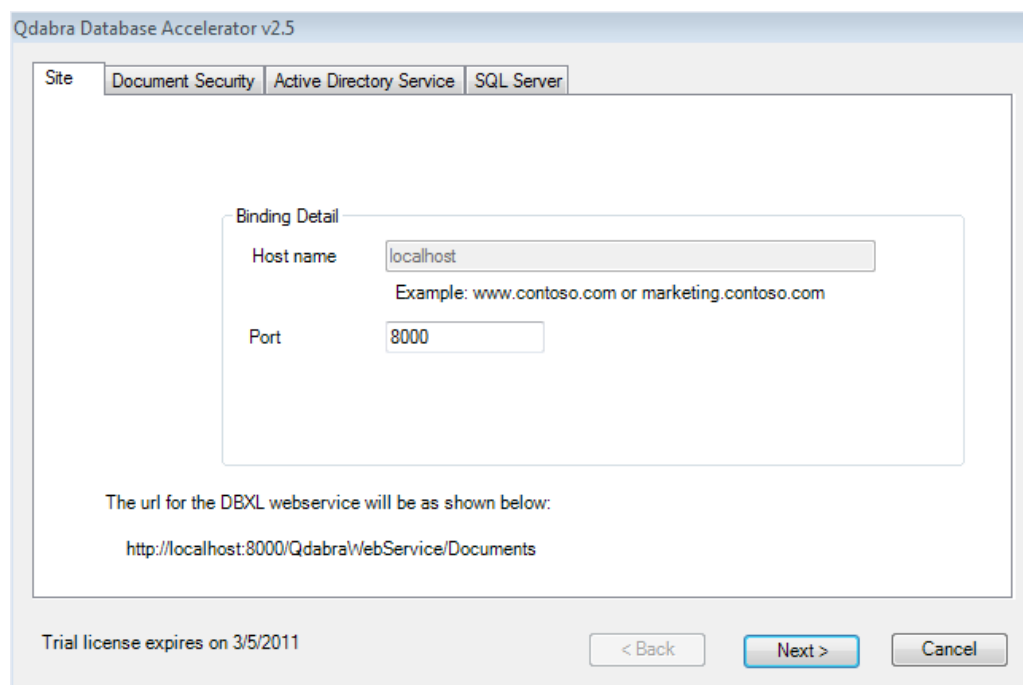 Qdabra Database Accelerator v2.5
Site Document Security Active Directory Service SQL Server
Binding Detail
Host name localhost
Example: www.contoso.com or marketing.contoso.com
Port 8000
The url for the DBXL webservice will be as shown below:
http://localhost:8000/QdabraWebService/Documents
Trial license expires on 3/5/2011 < Back Next > Cancel